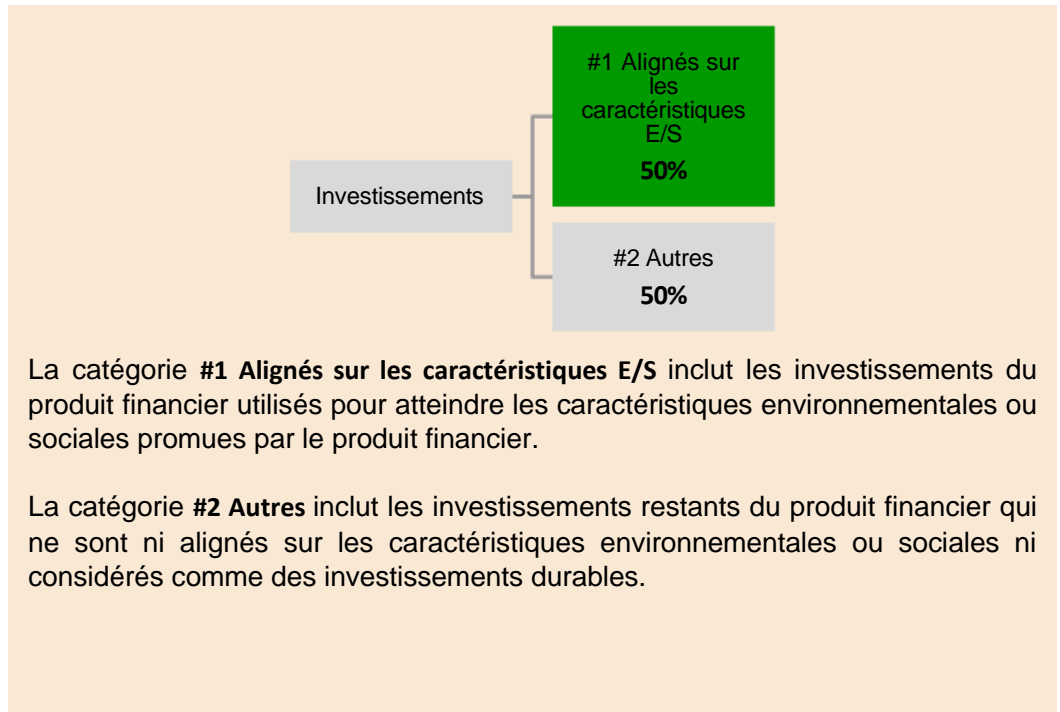 #1 Alignés sur
les
caractéristiques
E/S
50%
Investissements
#2 Autres
50%
La catégorie #1 Alignés sur les caractéristiques E/S inclut les investissements du
produit financier utilisés pour atteindre les caractéristiques environnementales ou
sociales promues par le produit financier.
La catégorie #2 Autres inclut les investissements restants du produit financier qui
ne sont ni alignés sur les caractéristiques environnementales ou sociales ni
considérés comme des investissements durables.